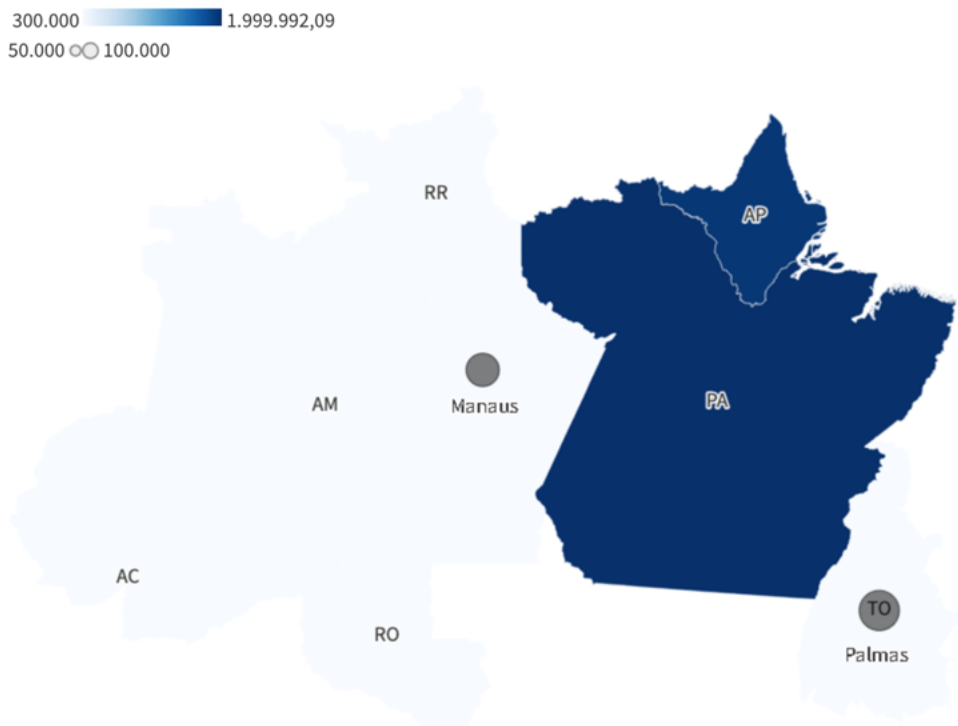 300.000 1.999.992,09
50.000 100.000
RR
AP
PA
AM
Manaus
AC
TO
RO
Palmas